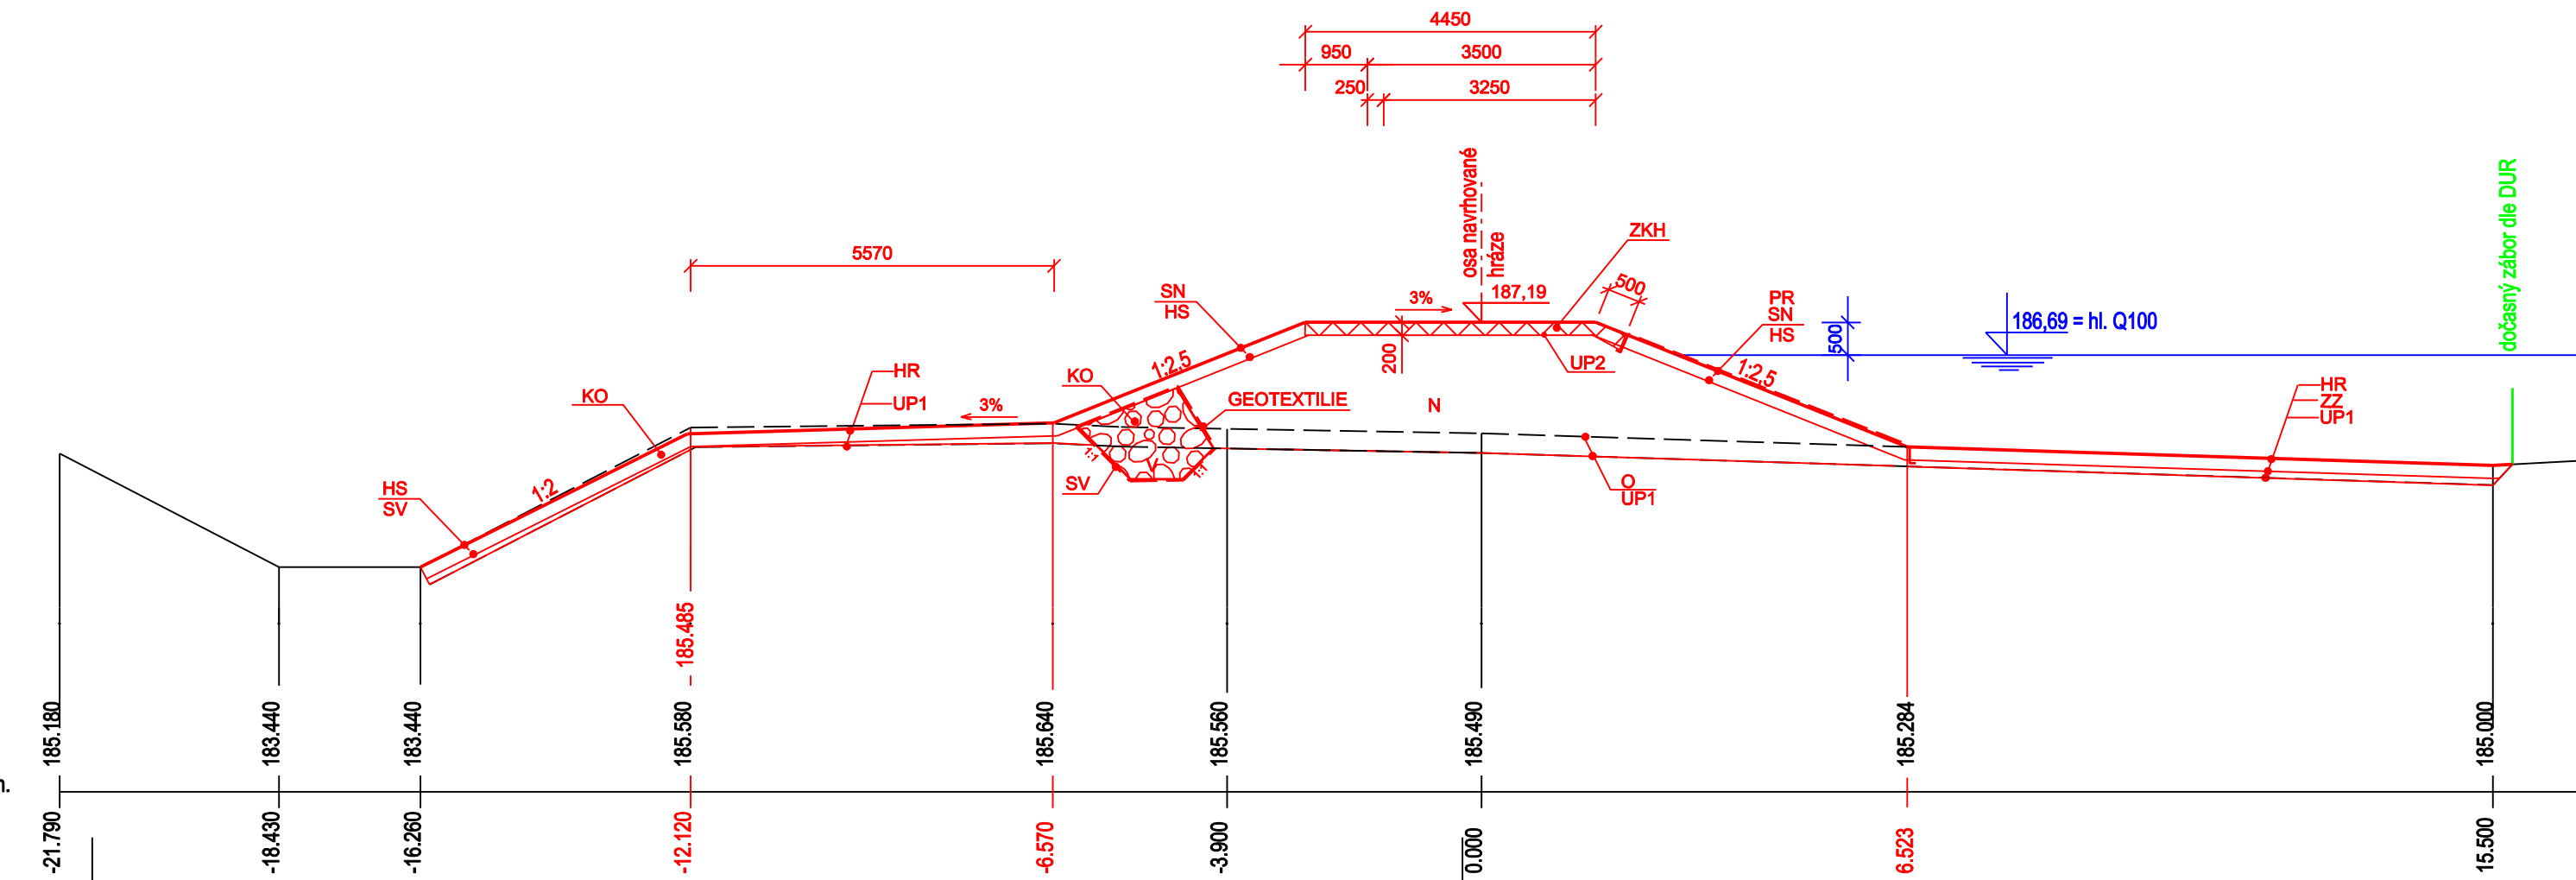 4450
950
3500
250
3250
osa navrhované
hráze
dočasný zábor dle DUR
ZKH
5570
500
SN
HS
3%
187,19
PR
SN
HS
500
186,69 = hl. Q100
200
1:2,5
UP2
1:2,5
HR
KO
UP1
KO
3%
GEOTEXTILIE
N
HR
ZZ
UP1
1:1
V
1:1
HS
SV
1:2
SV
O
UP1
185.485
185.180
183.440
183.440
185.580
185.640
185.560
185.490
185.284
185.000
-21.790
-18.430
-16.260
-12.120
-6.570
-3.900
0.000
6.523
15.500